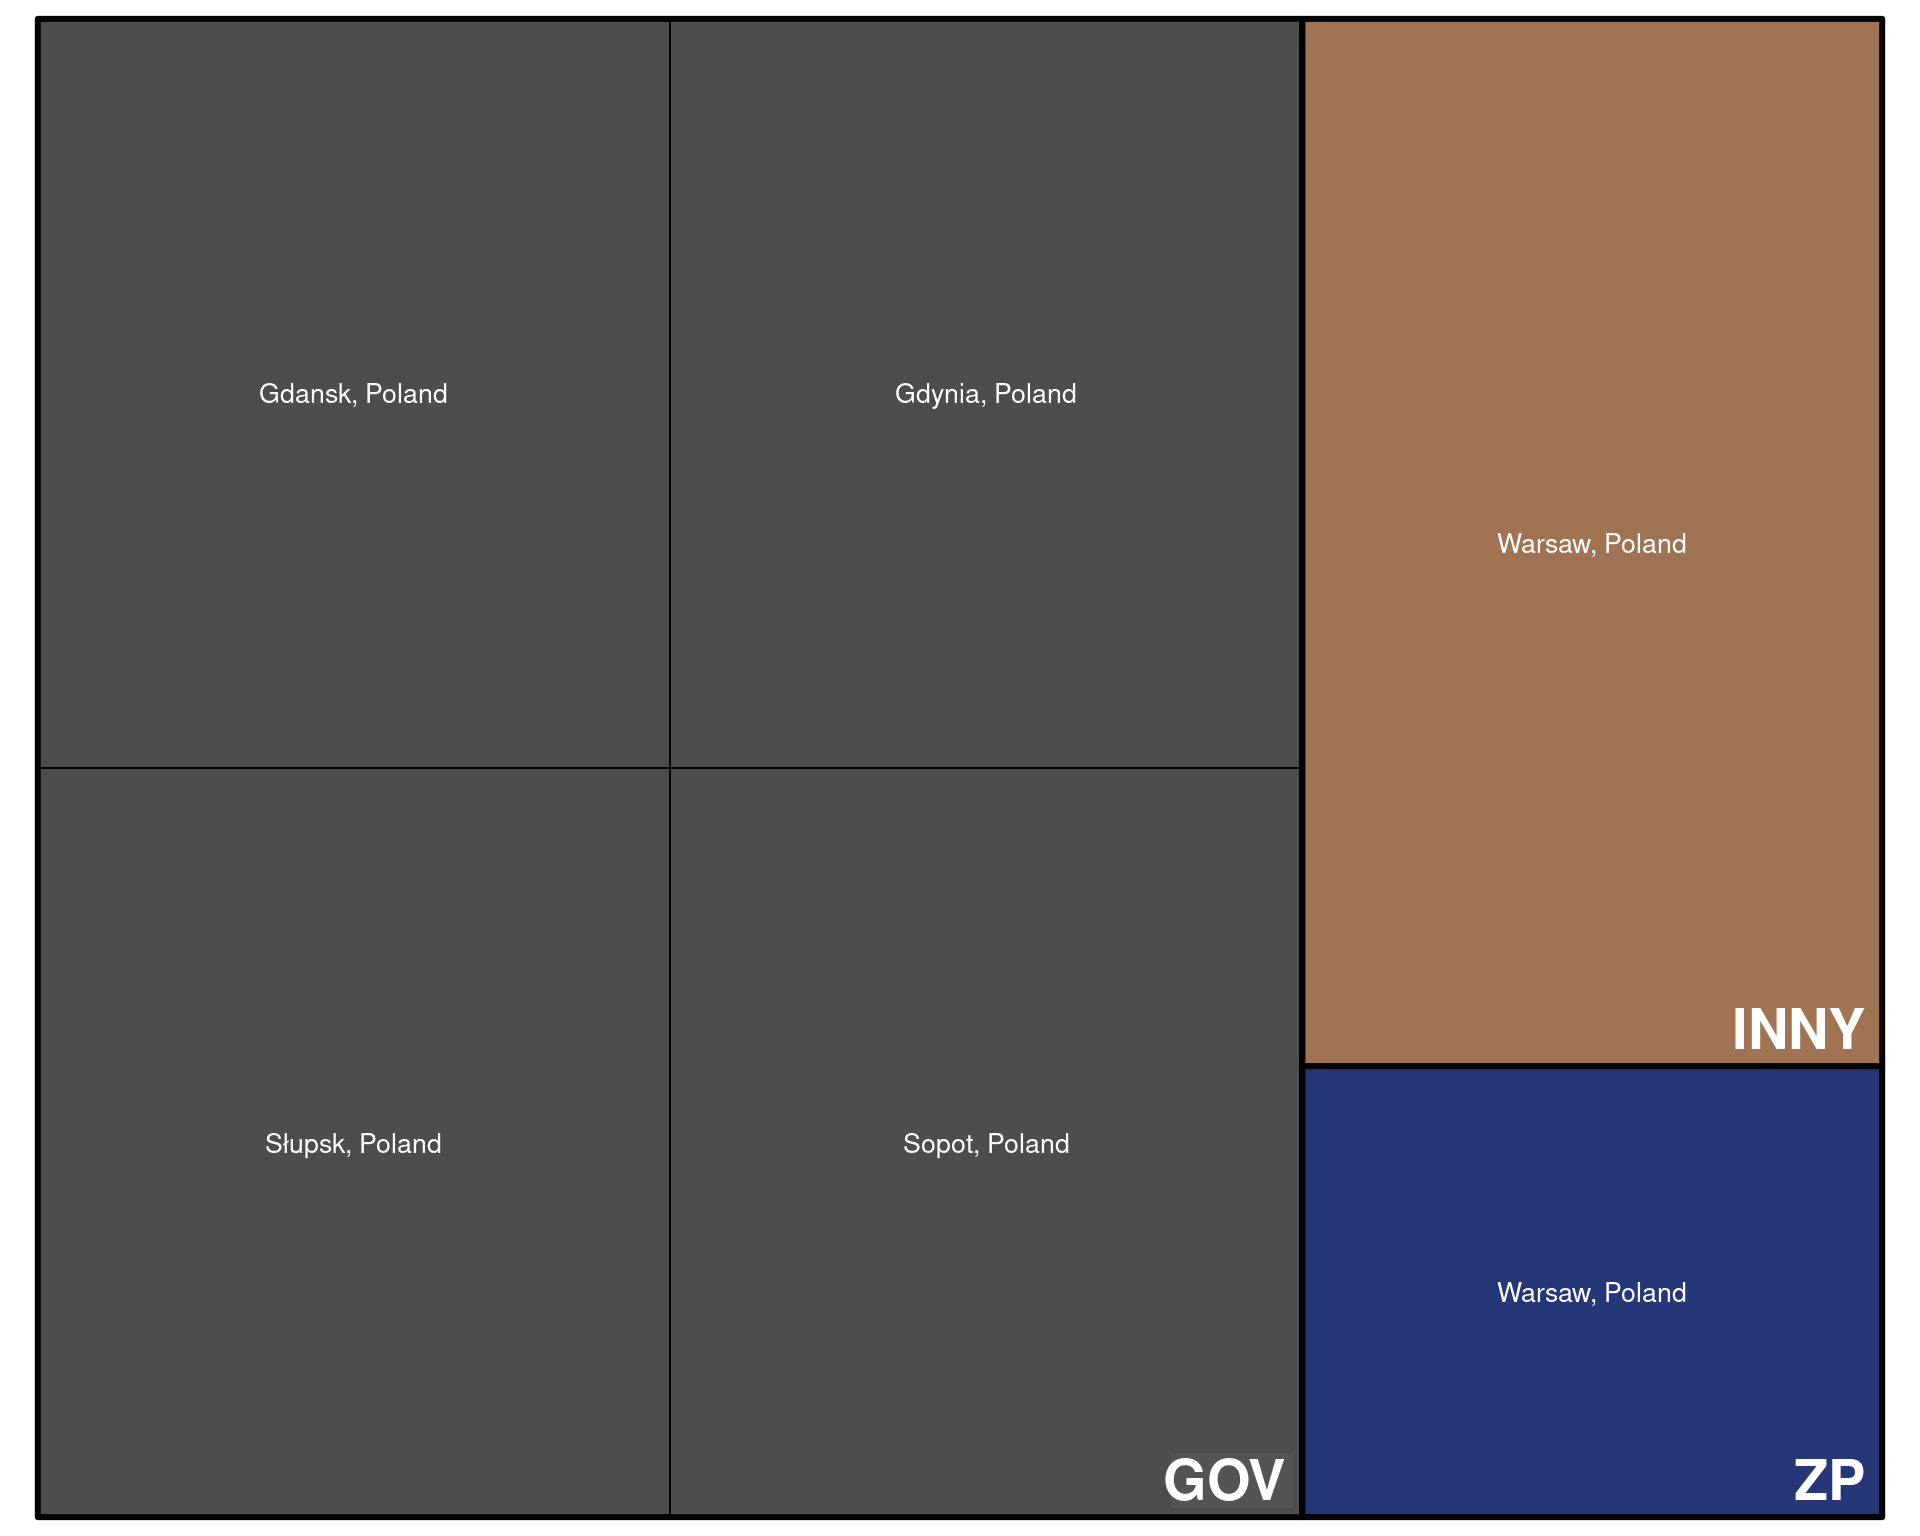 Gdansk, Poland
Gdynia, Poland
Słupsk, Poland
Sopot, Poland
GOV
Warsaw, Poland
INNY
Warsaw, Poland
ZP